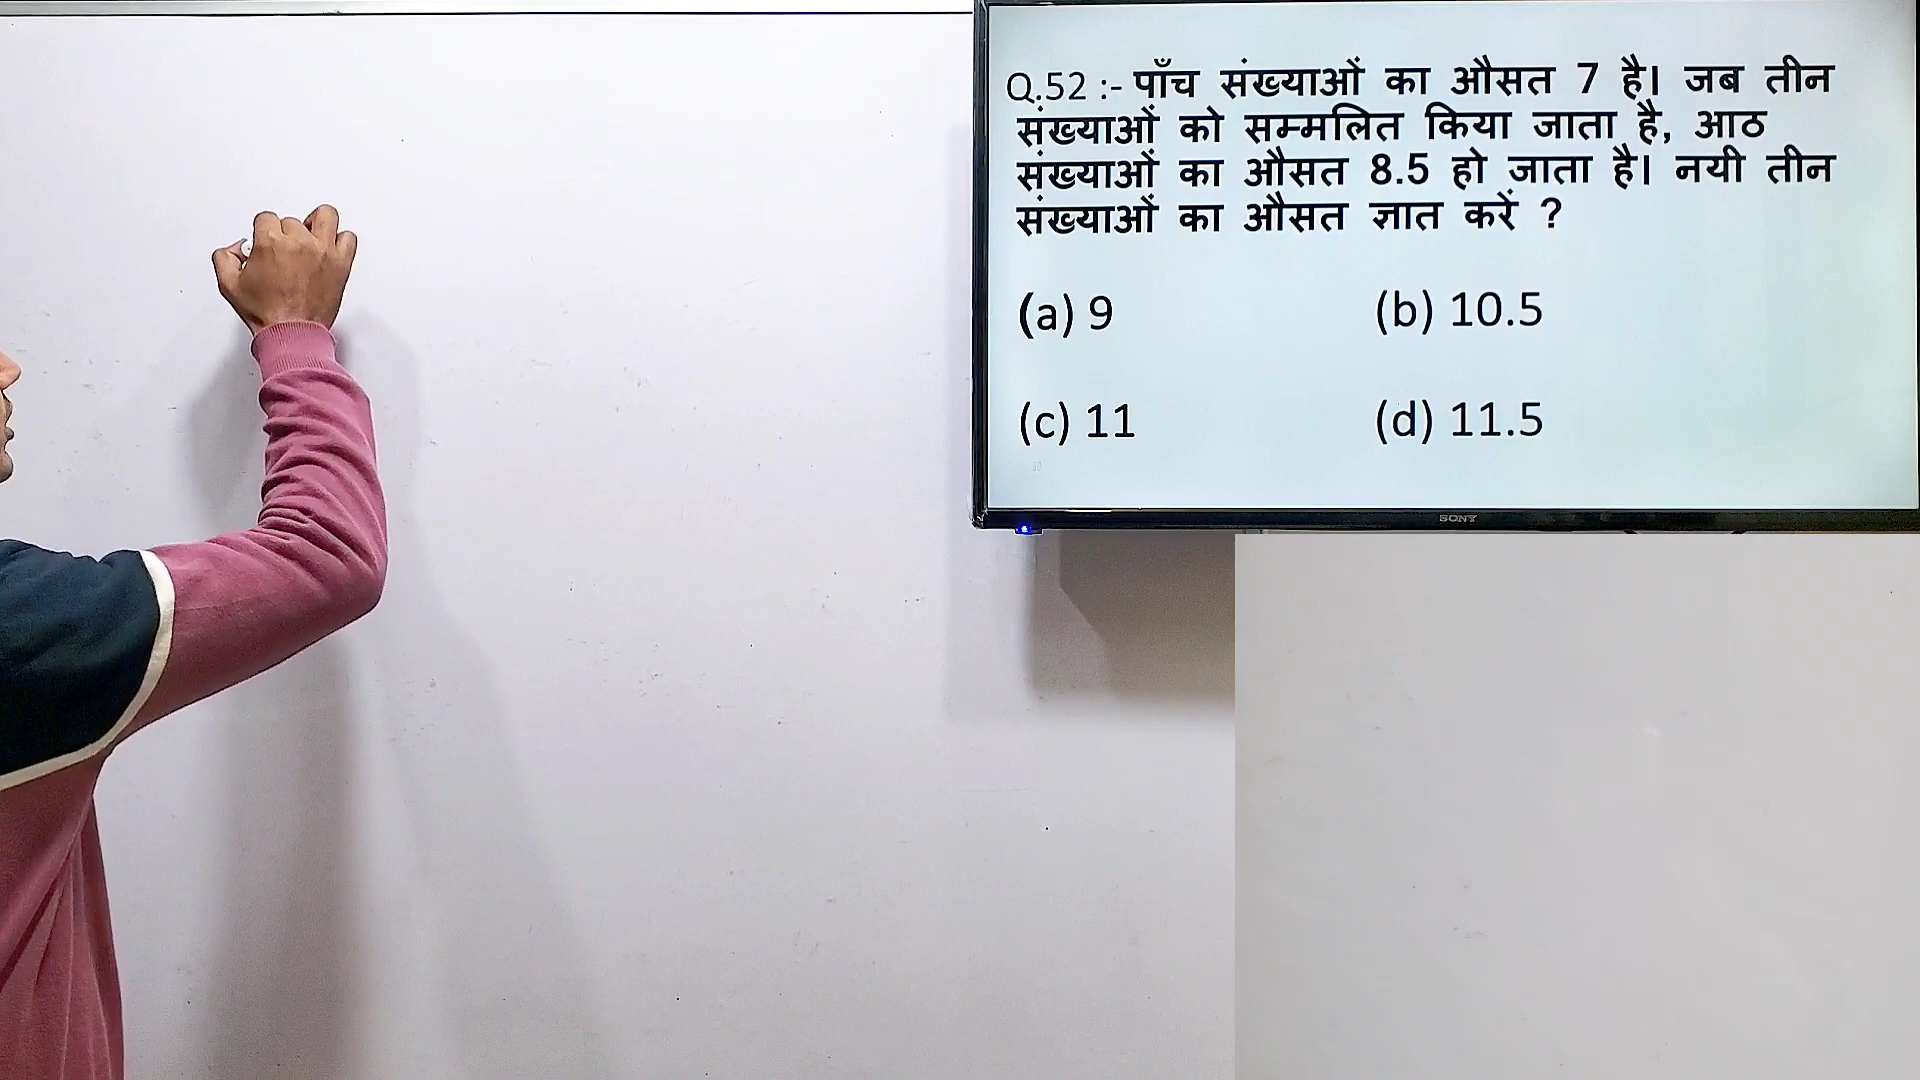 Q.52 :- पाँच संख्याओं का औसत 7 है। जब तीन
संख्याओं को सम्मलित किया जाता है, आठ
संख्याओं का औसत 8.5 हो जाता है। नयी तीन
संख्याओं का औसत ज्ञात करें ?
(a) 9 (b) 10.5
(c) 11 (d) 11.5
SONY